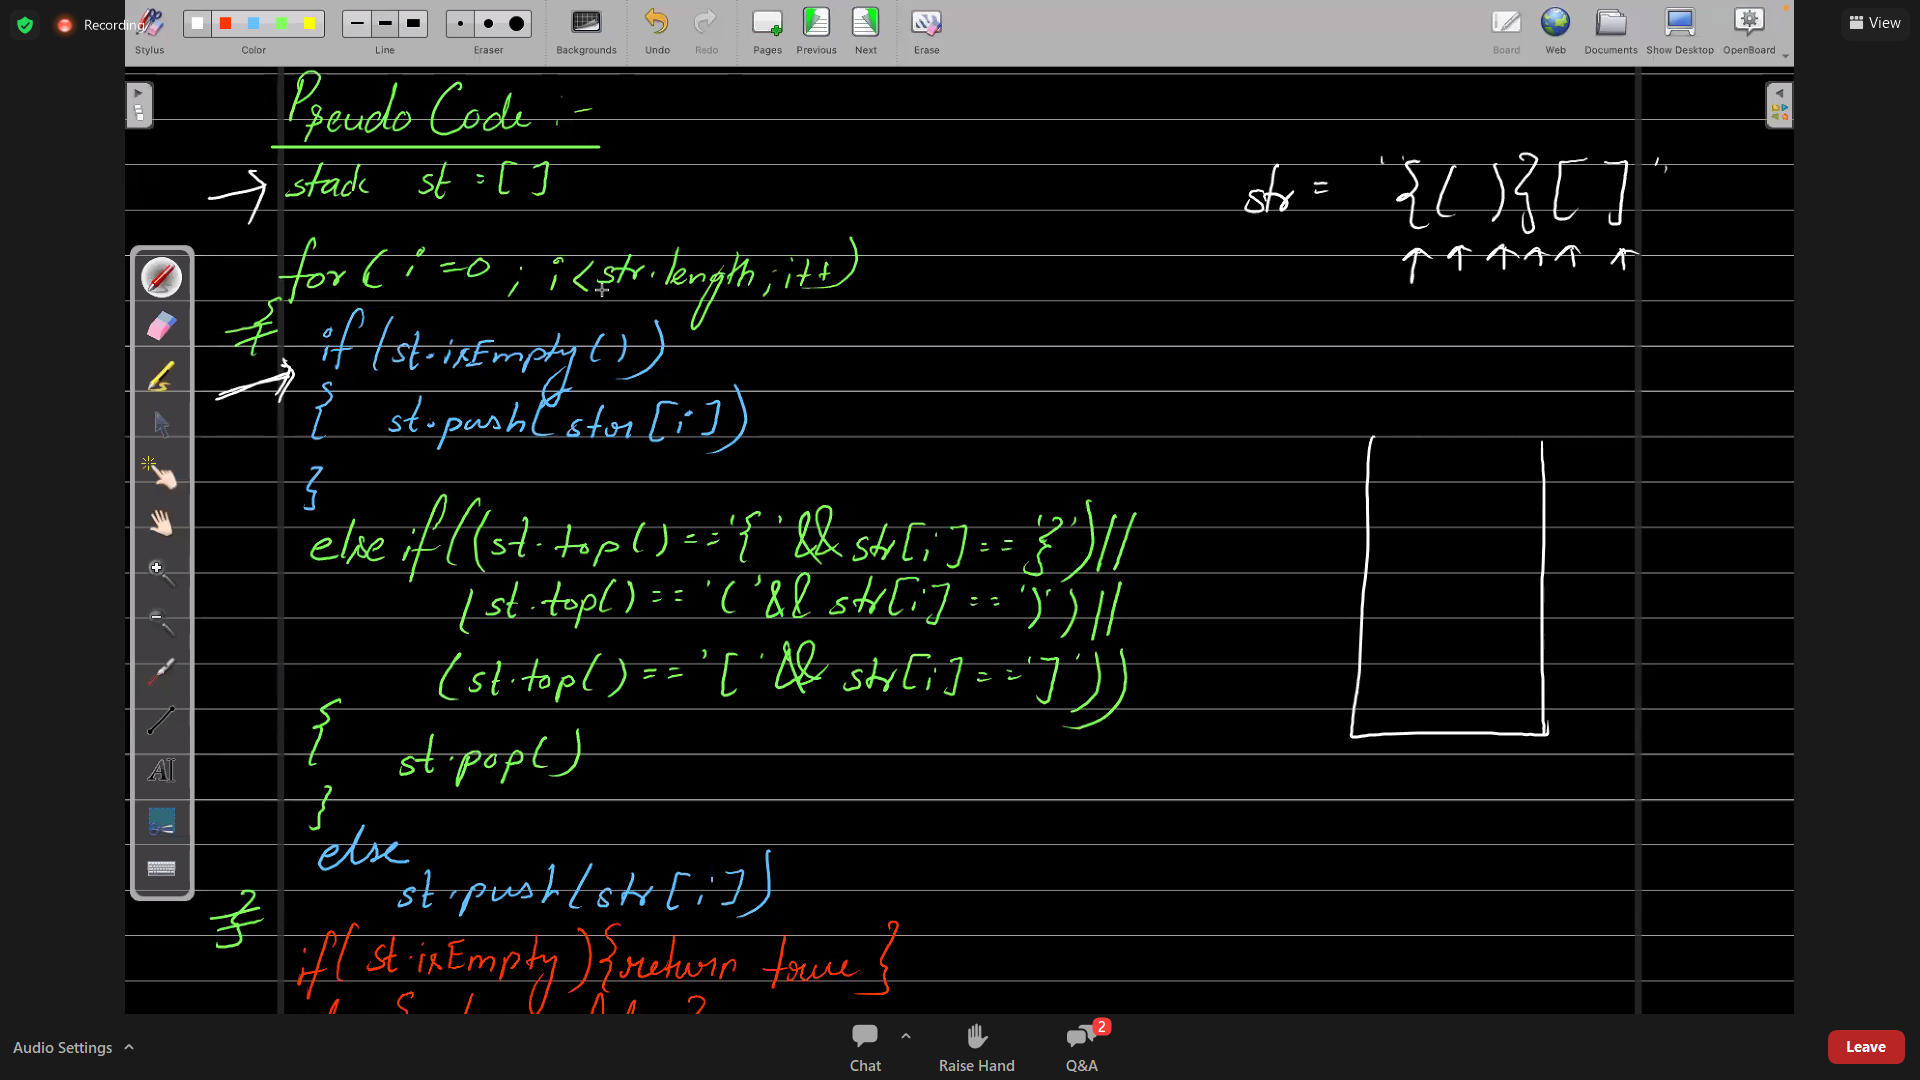 Recording
Stylus
Color
Line
Eraser
Backgrounds
Undo
Redo
Pages
Previous
Next
Erase
Board
Web
Documents
Show Desktop
OpenBoard
View
Pseudo Code :-
stack st = [ ]
str = "{( )}[ ]"
for ( i = 0 ; i < str.length ; i++)
{
if (st.isEmpty( ) )
{ st.push(str [ i ] )
}
else if ((st.top( ) == '{' && str[ i ] == '}') ||
(st.top( ) == '(' && str[ i ] == ')') ||
(st.top( ) == '[' && str[ i ] == ']'))
{
st.pop( )
}
else
st.push( str [ i ] )
}
if( st.isEmpty ) {return true }
AI
Audio Settings
Chat
Raise Hand
Q&A
2
Leave